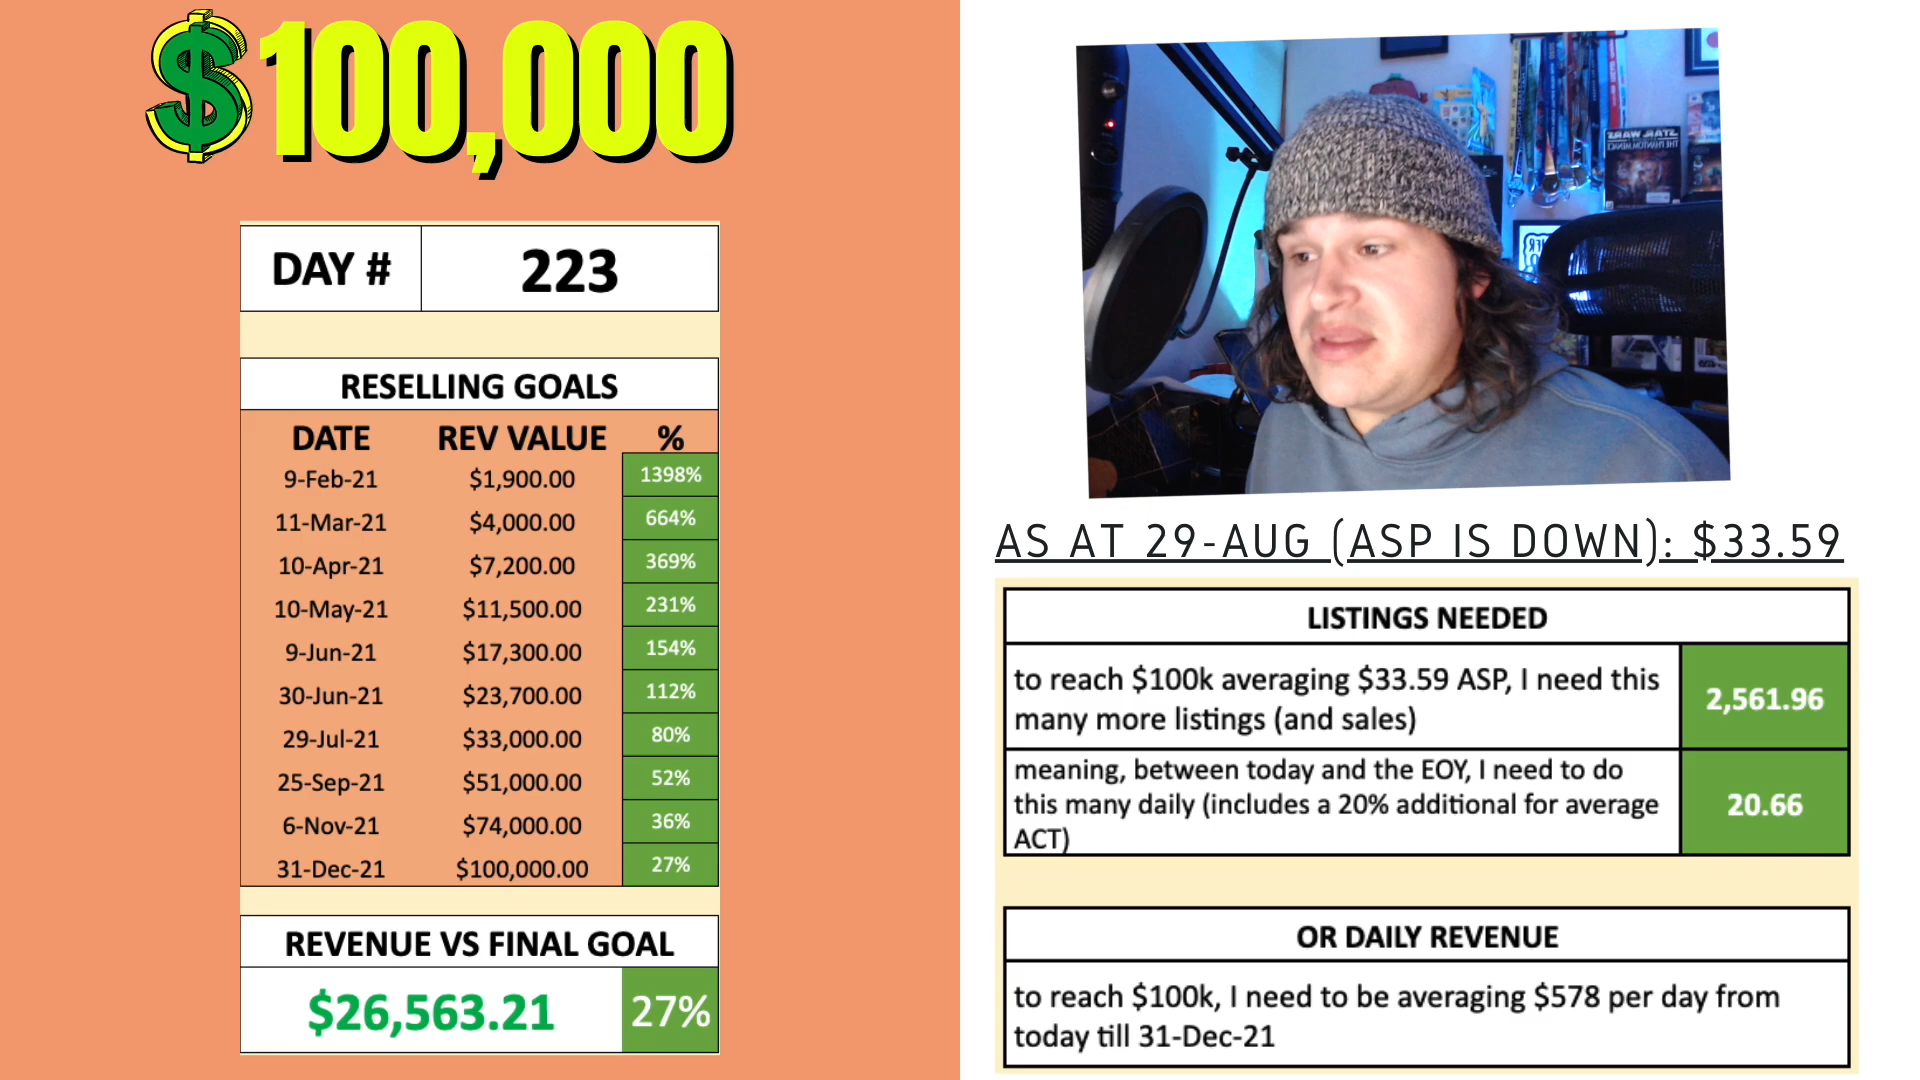 $100,000
DAY # 223
RESELLING GOALS
DATE REV VALUE %
9-Feb-21 $1,900.00 1398%
11-Mar-21 $4,000.00 664%
10-Apr-21 $7,200.00 369%
10-May-21 $11,500.00 231%
9-Jun-21 $17,300.00 154%
30-Jun-21 $23,700.00 112%
29-Jul-21 $33,000.00 80%
25-Sep-21 $51,000.00 52%
6-Nov-21 $74,000.00 36%
31-Dec-21 $100,000.00 27%
REVENUE VS FINAL GOAL
$26,563.21 27%
STAR WARS
THE PHANTOM MENACE
AS AT 29-AUG (ASP IS DOWN): $33.59
LISTINGS NEEDED
to reach $100k averaging $33.59 ASP, I need this
many more listings (and sales)
2,561.96
meaning, between today and the EOY, I need to do
this many daily (includes a 20% additional for average
ACT)
20.66
OR DAILY REVENUE
to reach $100k, I need to be averaging $578 per day from
today till 31-Dec-21